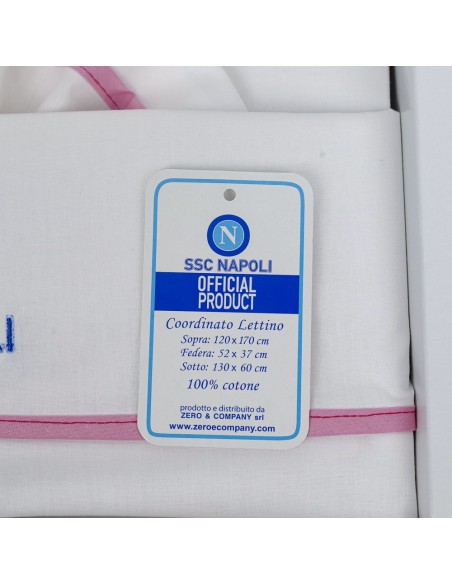 N
SSC NAPOLI
OFFICIAL
PRODUCT
Coordinato Lettino
Sopra: 120 x 170 cm
Federa: 52 x 37 cm
Sotto: 130 x 60 cm
100% cotone
prodotto e distribuito da
ZERO & COMPANY srl
www.zeroecompany.com